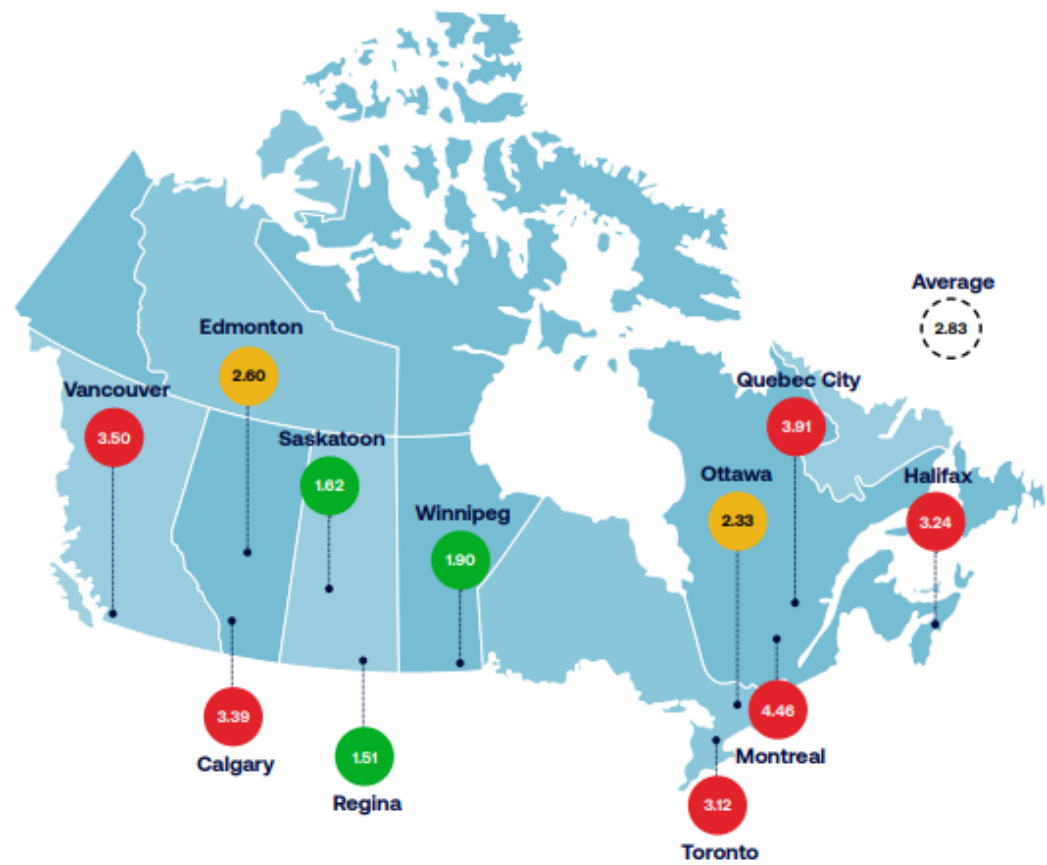 Average
2.83
Edmonton
2.60
Vancouver
3.50
Quebec City
3.91
Saskatoon
1.62
Ottawa
2.33
Halifax
3.24
Winnipeg
1.90
3.39
Calgary
4.46
Montreal
1.51
Regina
3.12
Toronto